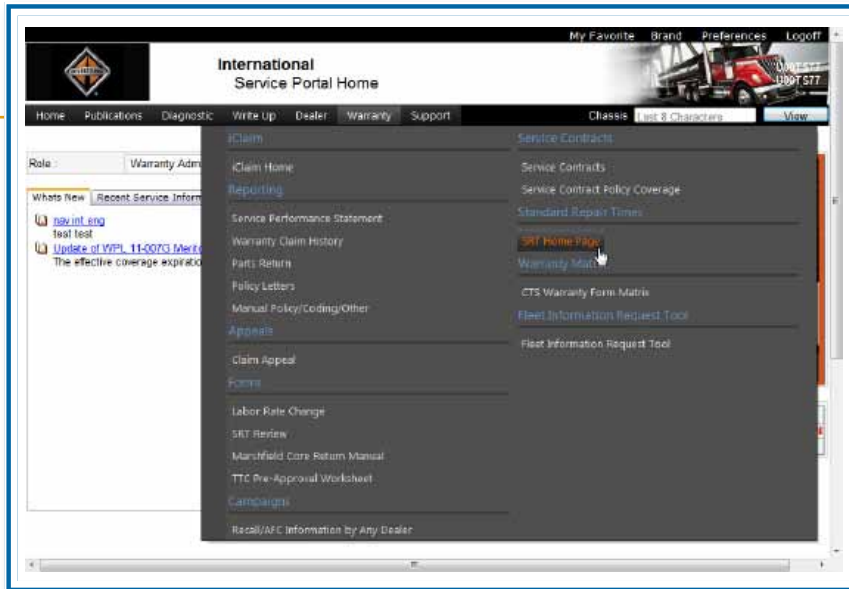 My Favorite Brand Preferences Logoff
International
Service Portal Home
U00TS77
U00TS77
Home Publications Diagnostic Write Up Dealer Warranty Support Chassis Last 8 Characters View
Role : Warranty Adm
Whats New Recent Service Inform
nav int eng
test test
Update of WPL 11-007G Merito
The effective coverage expiratio
iClaim
iClaim Home
Reporting
Service Performance Statement
Warranty Claim History
Parts Return
Policy Letters
Manual Policy/Coding/Other
Appeals
Claim Appeal
Forms
Labor Rate Change
SRT Review
Marshfield Core Return Manual
TTC Pre-Approval Worksheet
Campaigns
Recall/AFC Information by Any Dealer
Service Contracts
Service Contracts
Service Contract Policy Coverage
Standard Repair Times
SRT Home Page
Warranty Matrix
CTS Warranty Form Matrix
Fleet Information Request Tool
Fleet Information Request Tool